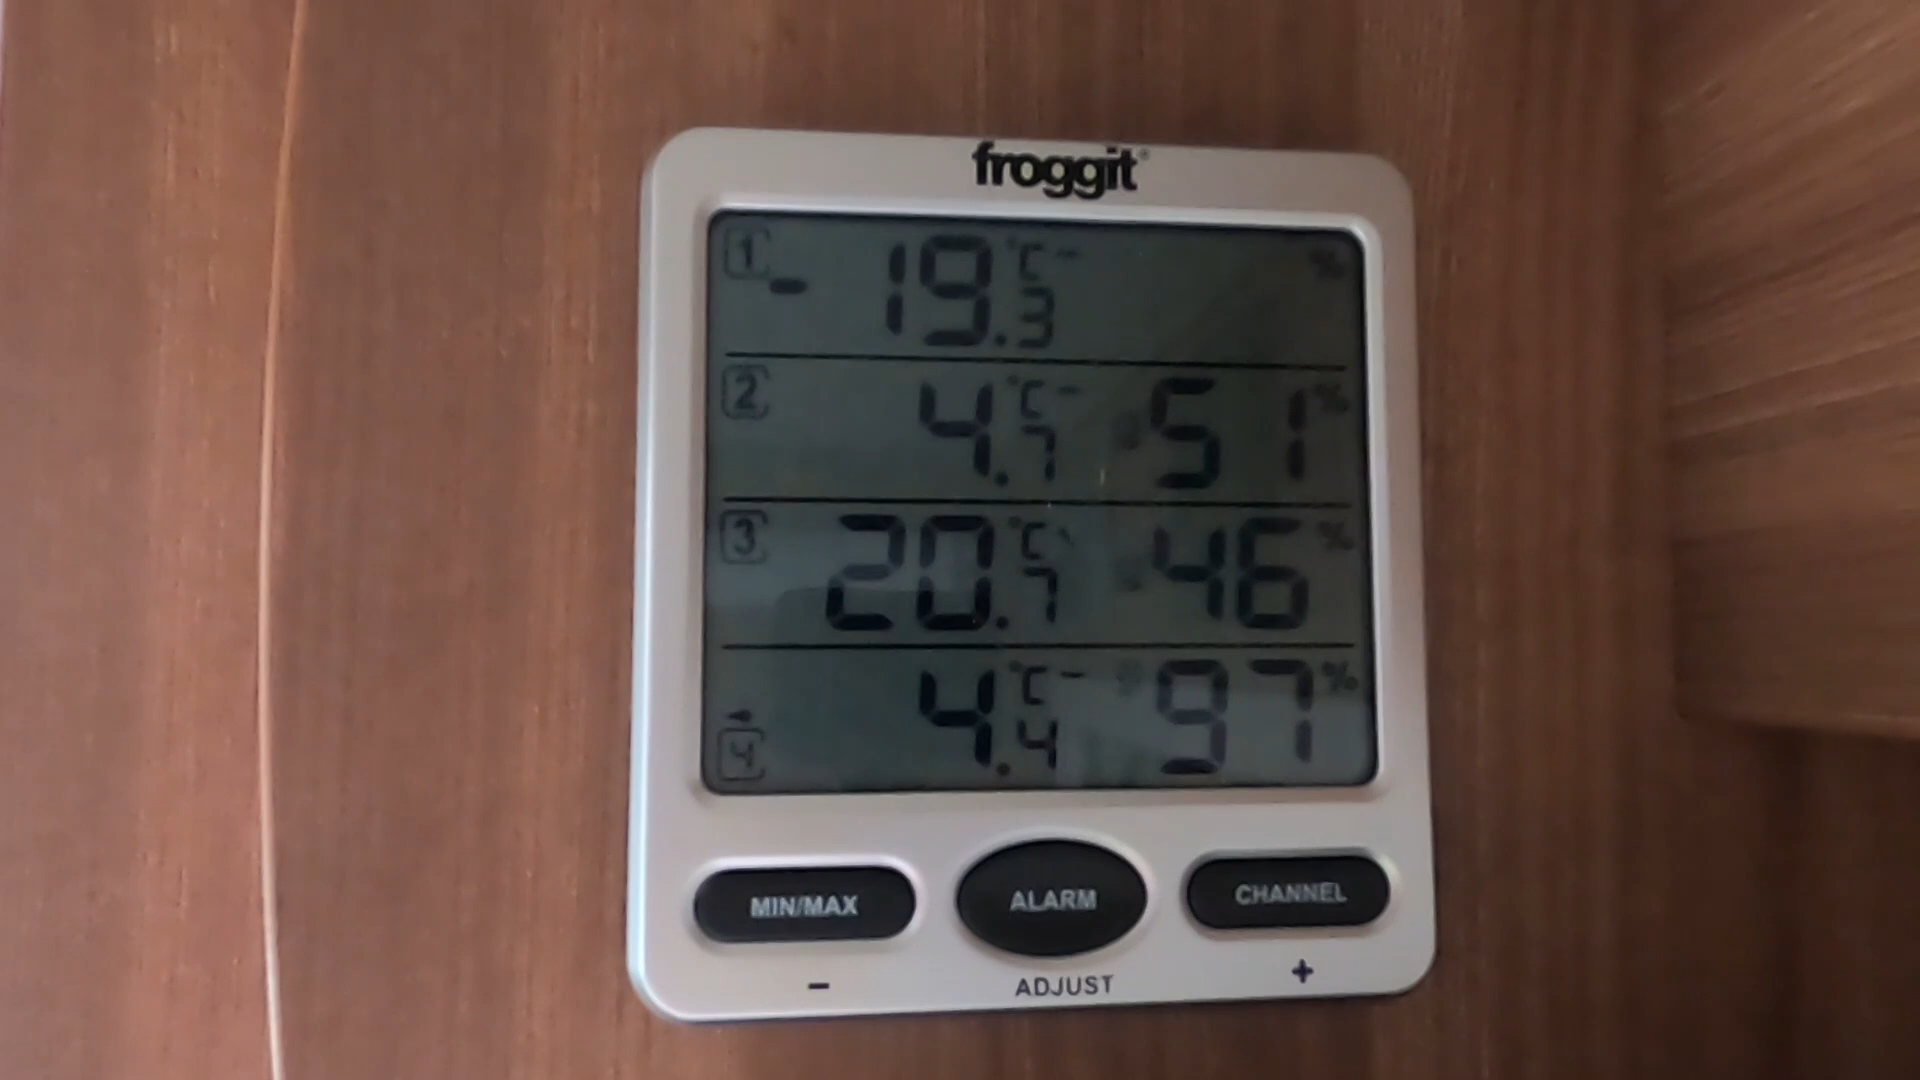 froggit
1 -19.3 °C %
2 4.7 °C 51 %
3 20.7 °C 46 %
4 4.4 °C 97 %
MIN/MAX ALARM CHANNEL
- ADJUST +